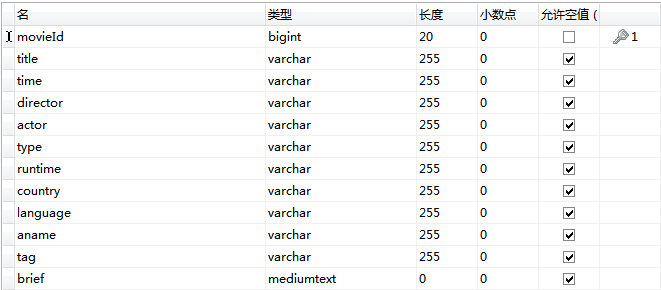 名 类型 长度 小数点 允许空值 (
movieId bigint 20 0 1
title varchar 255 0
time varchar 255 0
director varchar 255 0
actor varchar 255 0
type varchar 255 0
runtime varchar 255 0
country varchar 255 0
language varchar 255 0
aname varchar 255 0
tag varchar 255 0
brief mediumtext 0 0